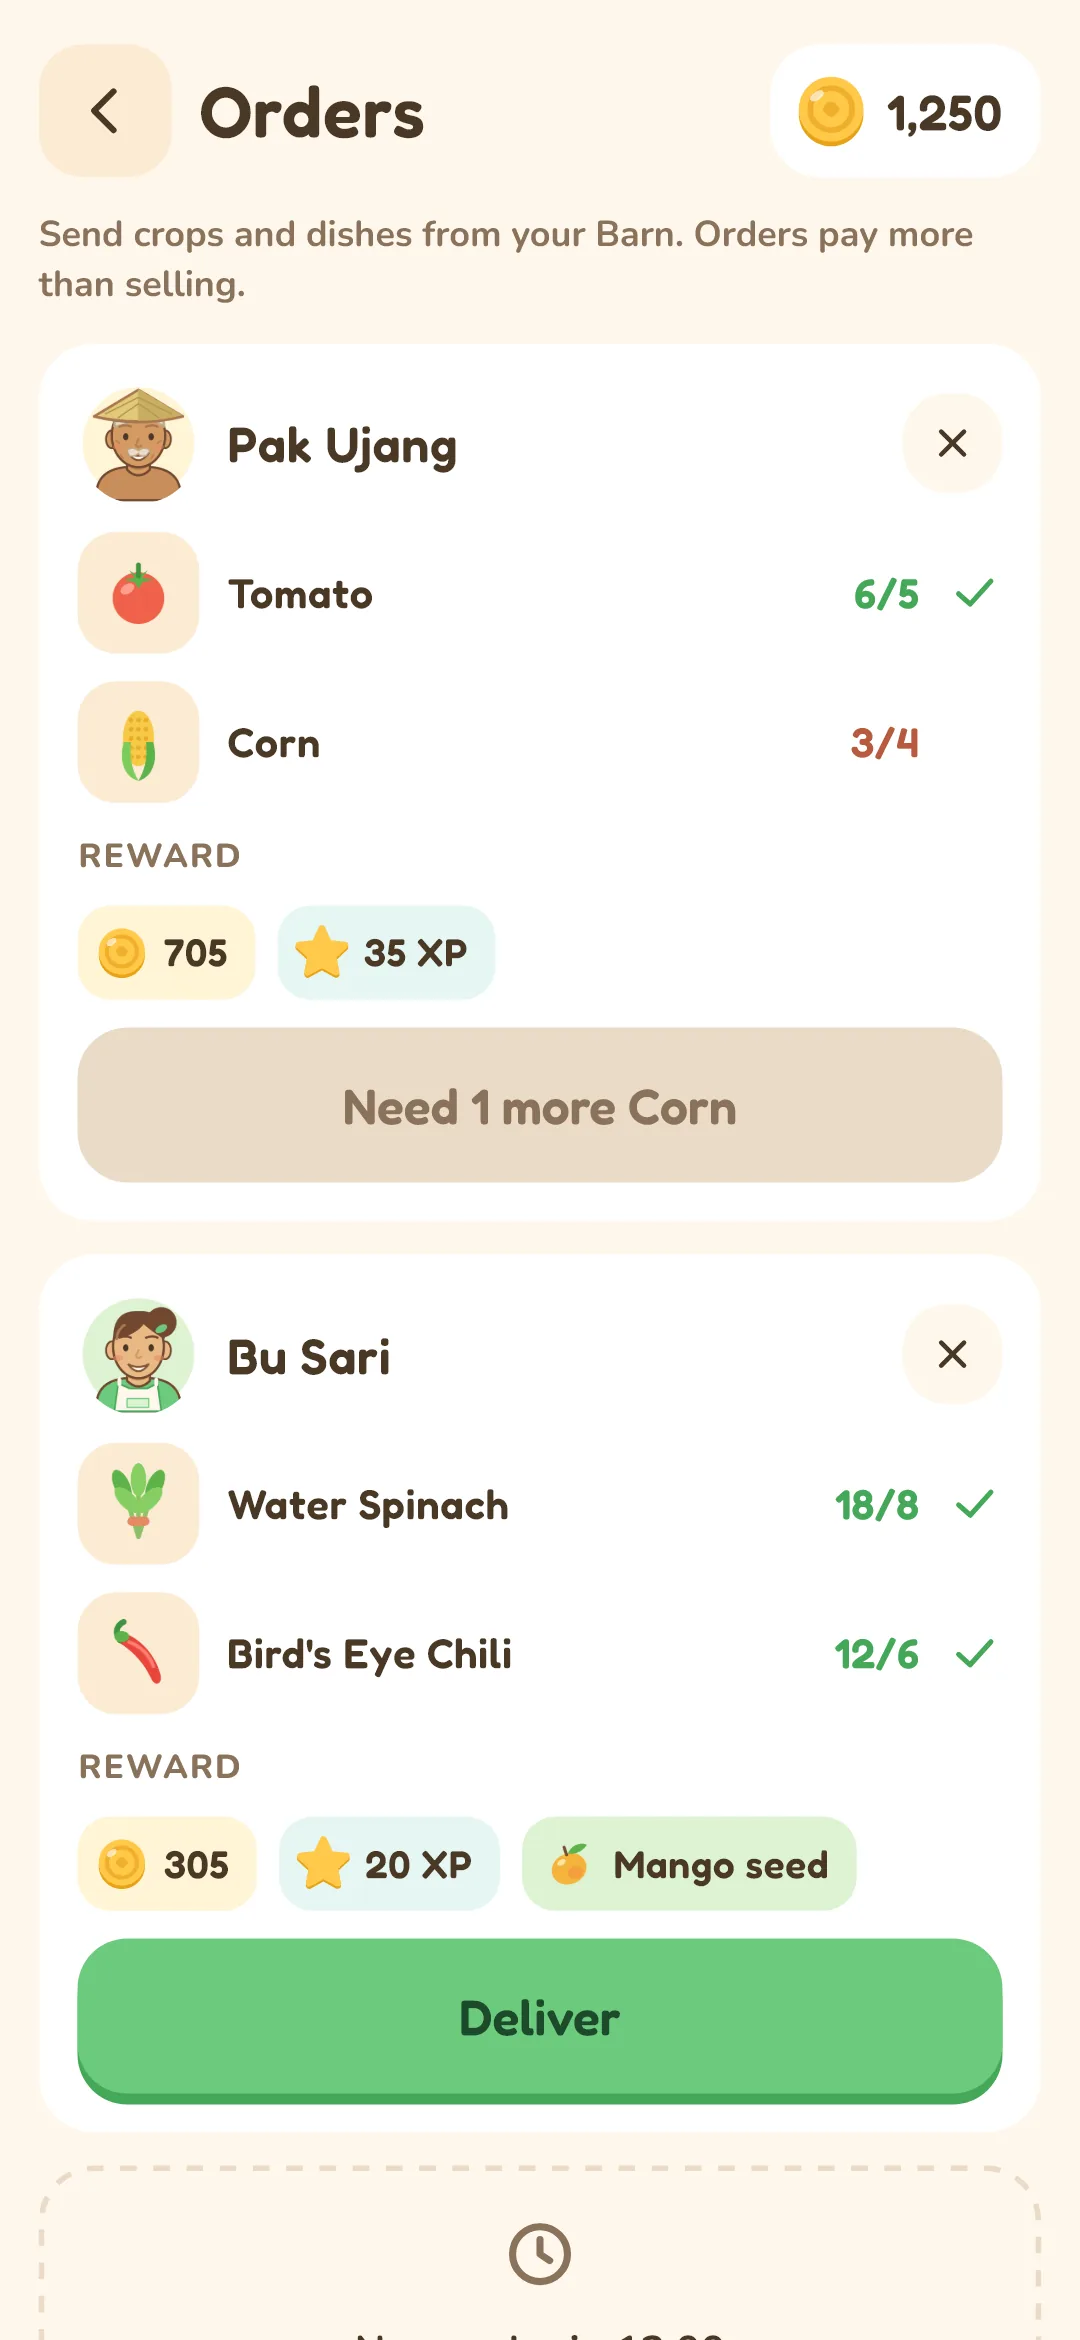 Orders
1,250
Send crops and dishes from your Barn. Orders pay more
than selling.
Pak Ujang
Tomato
6/5
Corn
3/4
REWARD
705
35 XP
Need 1 more Corn
Bu Sari
Water Spinach
18/8
Bird's Eye Chili
12/6
REWARD
305
20 XP
Mango seed
Deliver